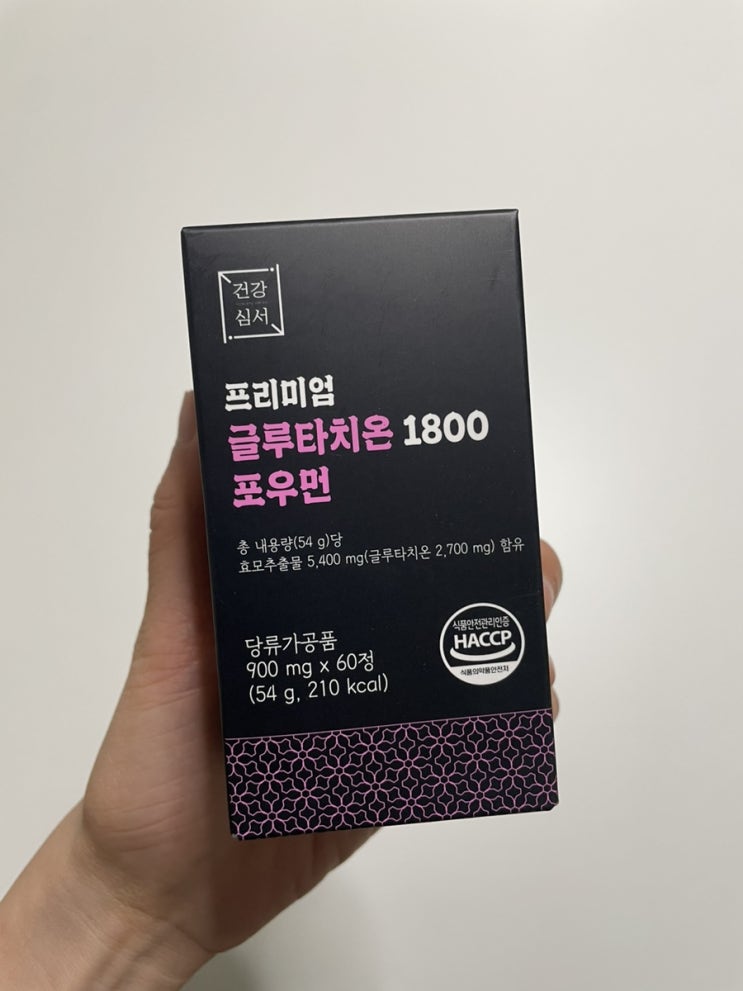 건강
심서
프리미엄
글루타치온 1800
포우먼
총 내용량(54 g)당
효모추출물 5,400 mg(글루타치온 2,700 mg) 함유
당류가공품
900 mg x 60정
(54 g, 210 kcal)
식품안전관리인증
HACCP
식품의약품안전처